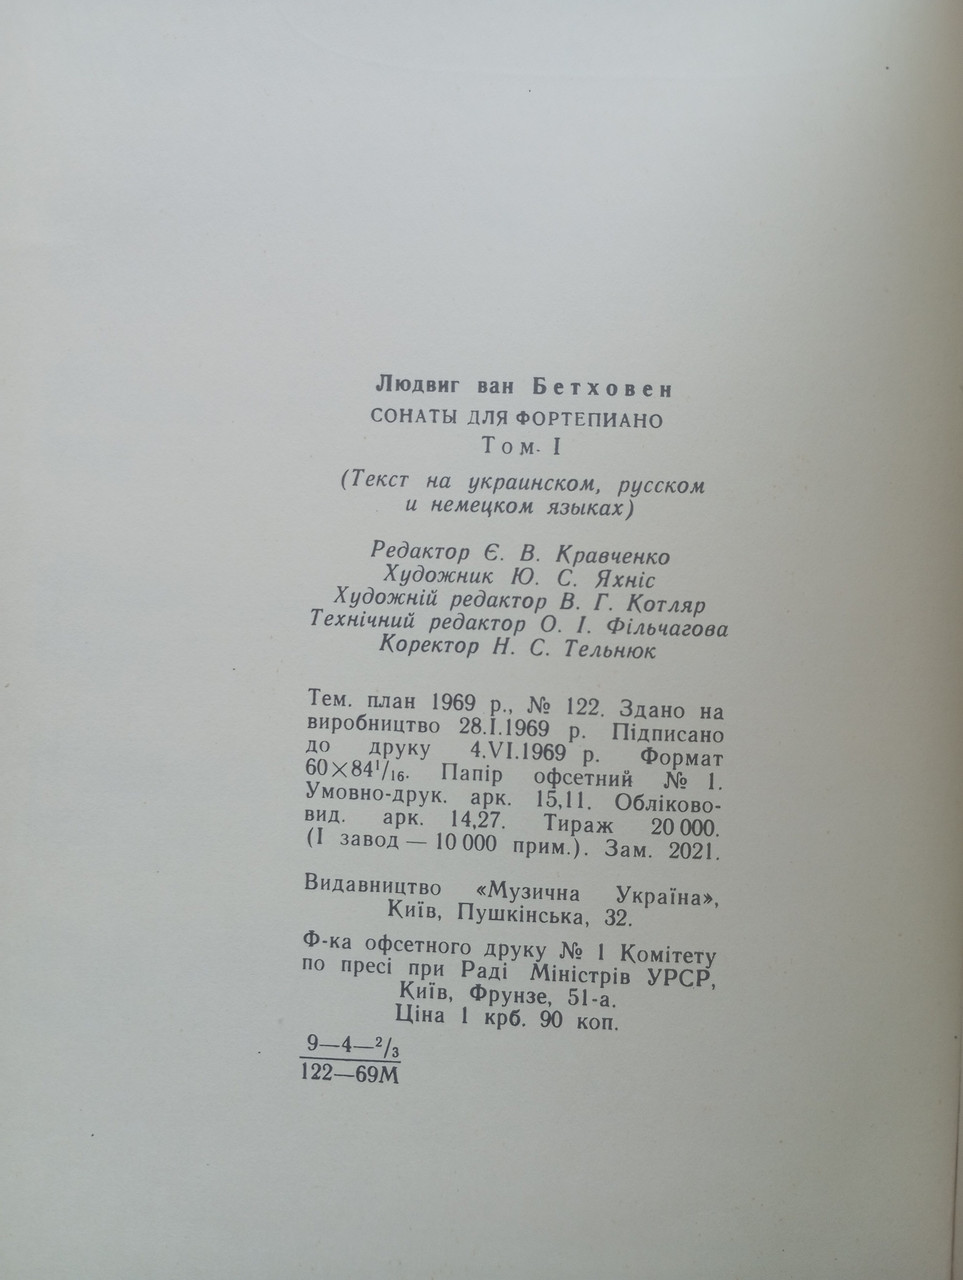 Людвиг ван Бетховен
СОНАТЫ ДЛЯ ФОРТЕПИАНО
Том I
(Текст на украинском, русском
и немецком языках)
Редактор Є. В. Кравченко
Художник Ю. С. Яхніс
Художній редактор В. Г. Котляр
Технічний редактор О. І. Фільчагова
Коректор Н. С. Тельнюк
Тем. план 1969 р., № 122. Здано на
виробництво 28.I.1969 р. Підписано
до друку 4.VI.1969 р. Формат
60×84¹/₁₆. Папір офсетний № 1.
Умовно-друк. арк. 15,11. Обліково-
вид. арк. 14,27. Тираж 20 000.
(I завод — 10 000 прим.). Зам. 2021.
Видавництво «Музична Україна»,
Київ, Пушкінська, 32.
Ф-ка офсетного друку № 1 Комітету
по пресі при Раді Міністрів УРСР,
Київ, Фрунзе, 51-а.
Ціна 1 крб. 90 коп.
9—4—²/₃
122—69М